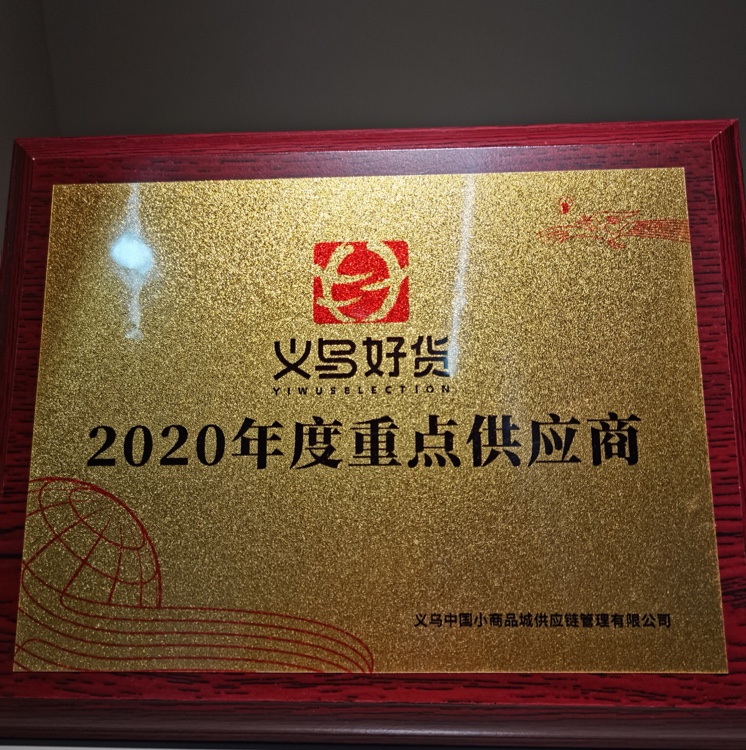 义乌好货
YIWUSELECTION
2020年度重点供应商
义乌中国小商品城供应链管理有限公司